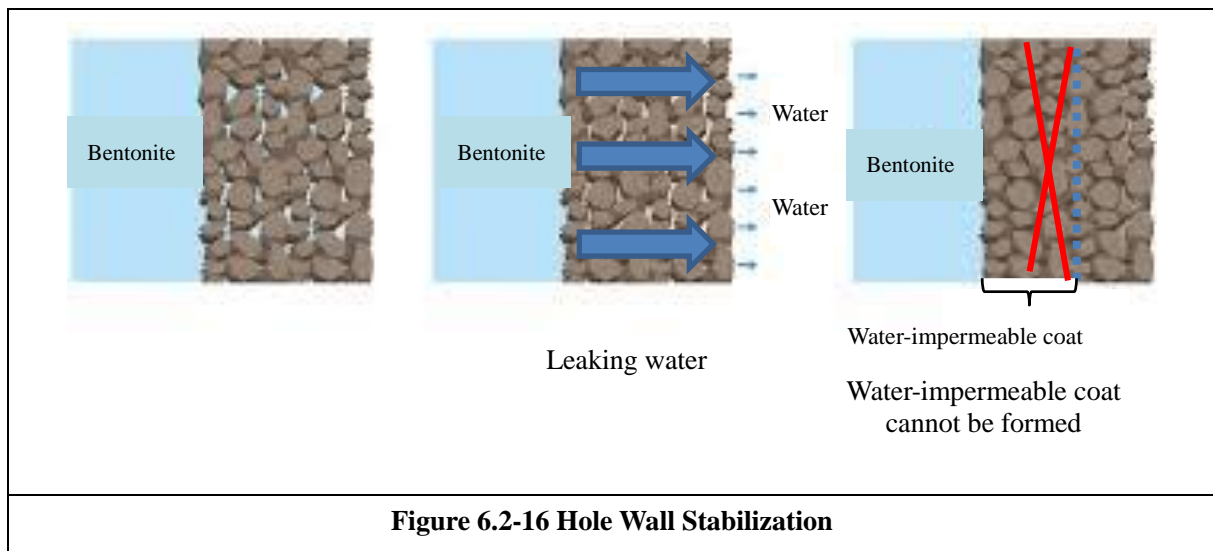 Bentonite
Bentonite
Water
Water
Leaking water
Bentonite
Water-impermeable coat
Water-impermeable coat
cannot be formed
Figure 6.2-16 Hole Wall Stabilization